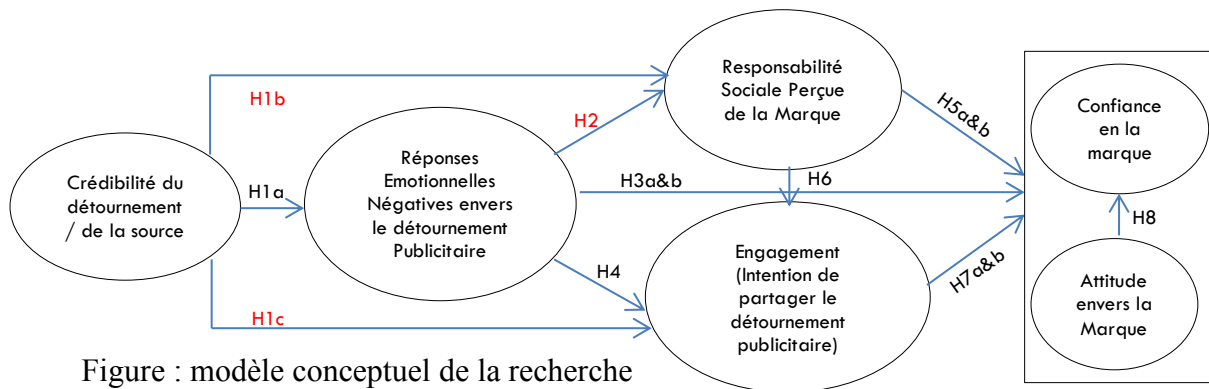 Responsabilité
Sociale Perçue
de la Marque
H1b
H2
H5a&b
Confiance
en la
marque
Crédibilité du
détournement
/ de la source
H1a
Réponses
Emotionnelles
Négatives envers
le détournement
Publicitaire
H3a&b
H6
H4
Engagement
(Intention de
partager le
détournement
publicitaire)
H7a&b
H8
Attitude
envers la
Marque
H1c
Figure : modèle conceptuel de la recherche